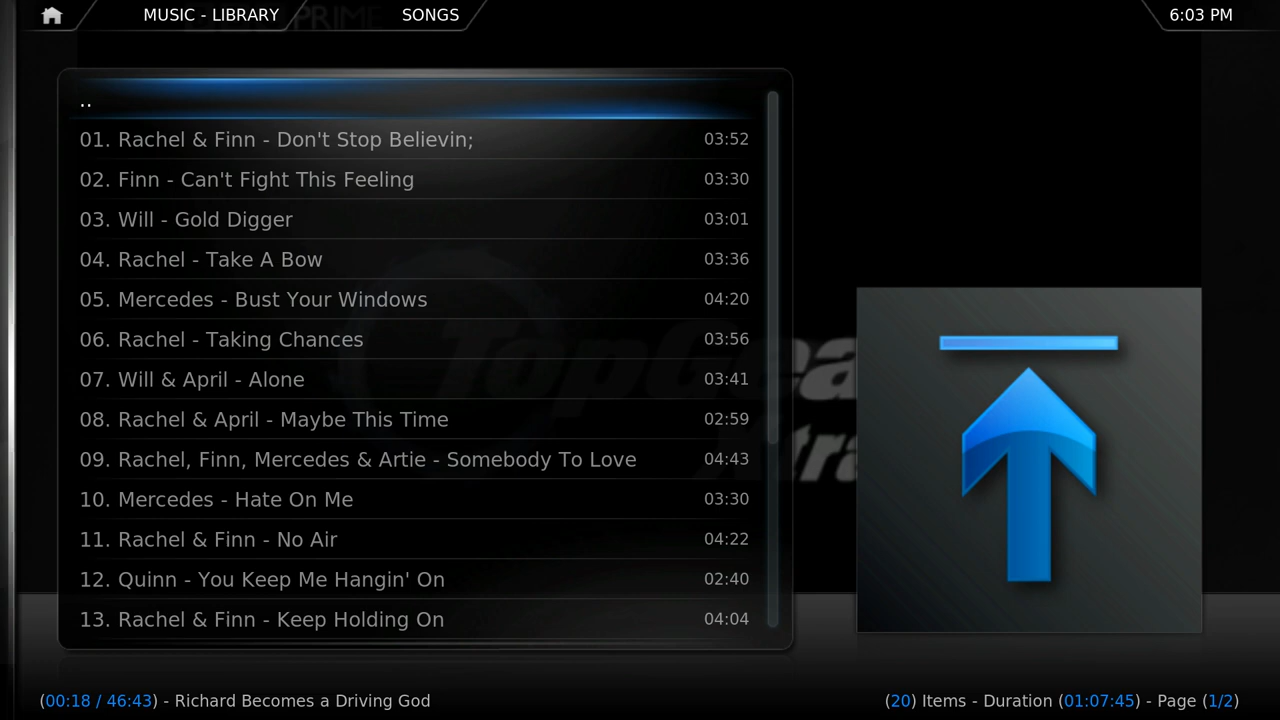 MUSIC - LIBRARY
SONGS
PRIME
6:03 PM
..
01. Rachel & Finn - Don't Stop Believin; 03:52
02. Finn - Can't Fight This Feeling 03:30
03. Will - Gold Digger 03:01
04. Rachel - Take A Bow 03:36
05. Mercedes - Bust Your Windows 04:20
06. Rachel - Taking Chances 03:56
07. Will & April - Alone 03:41
08. Rachel & April - Maybe This Time 02:59
09. Rachel, Finn, Mercedes & Artie - Somebody To Love 04:43
10. Mercedes - Hate On Me 03:30
11. Rachel & Finn - No Air 04:22
12. Quinn - You Keep Me Hangin' On 02:40
13. Rachel & Finn - Keep Holding On 04:04
TopGea
tra
(00:18 / 46:43) - Richard Becomes a Driving God
(20) Items - Duration (01:07:45) - Page (1/2)